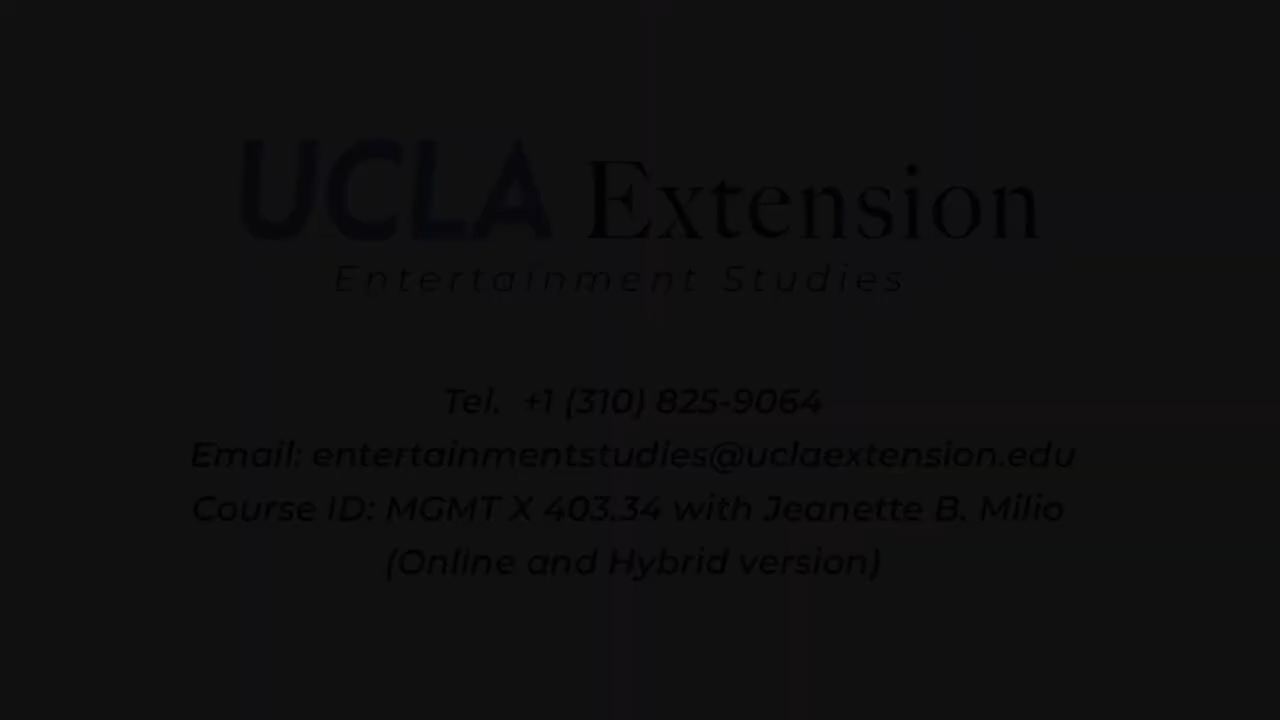 UCLA Extension
Entertainment Studies
Tel. +1 (310) 825-9064
Email: entertainmentstudies@uclaextension.edu
Course ID: MGMT X 403.34 with Jeanette B. Milio
(Online and Hybrid version)